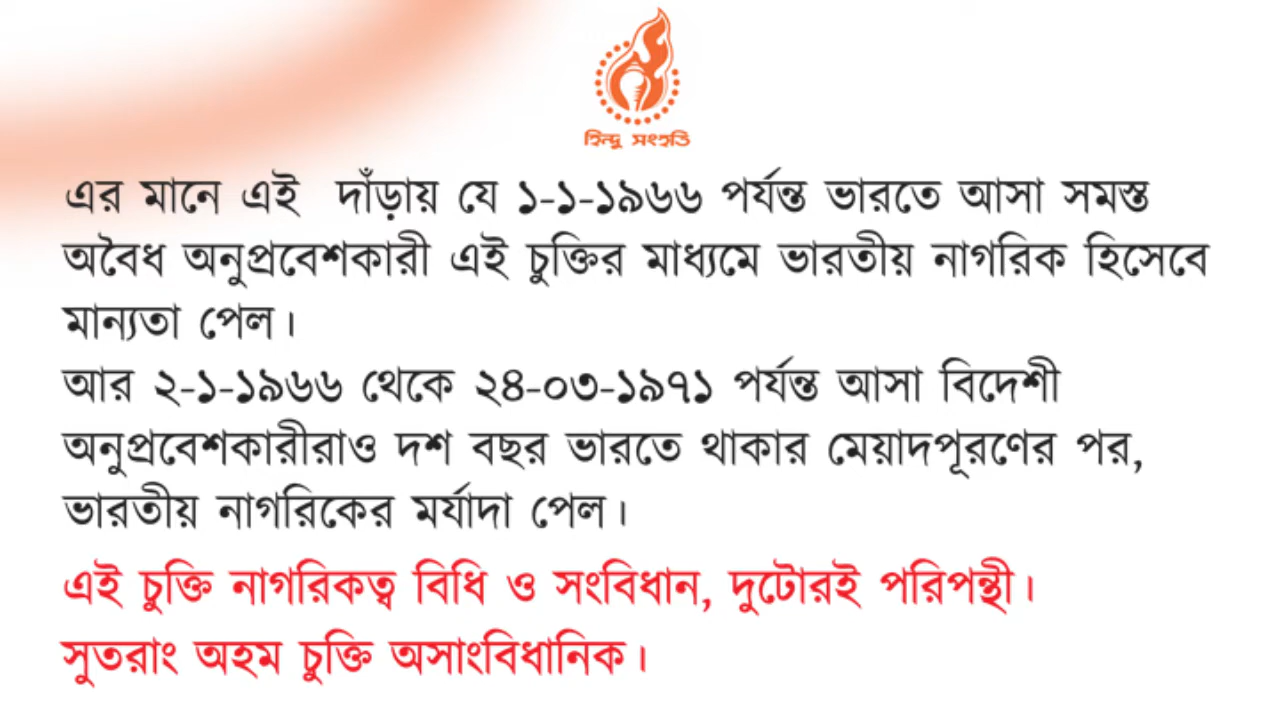 হিন্দু সংহতি
এর মানে এই দাঁড়ায় যে ১-১-১৯৬৬ পর্যন্ত ভারতে আসা সমস্ত
অবৈধ অনুপ্রবেশকারী এই চুক্তির মাধ্যমে ভারতীয় নাগরিক হিসেবে
মান্যতা পেল।
আর ২-১-১৯৬৬ থেকে ২৪-০৩-১৯৭১ পর্যন্ত আসা বিদেশী
অনুপ্রবেশকারীরাও দশ বছর ভারতে থাকার মেয়াদপূরণের পর,
ভারতীয় নাগরিকের মর্যাদা পেল।
এই চুক্তি নাগরিকত্ব বিধি ও সংবিধান, দুটোরই পরিপন্থী।
সুতরাং অহম চুক্তি অসাংবিধানিক।